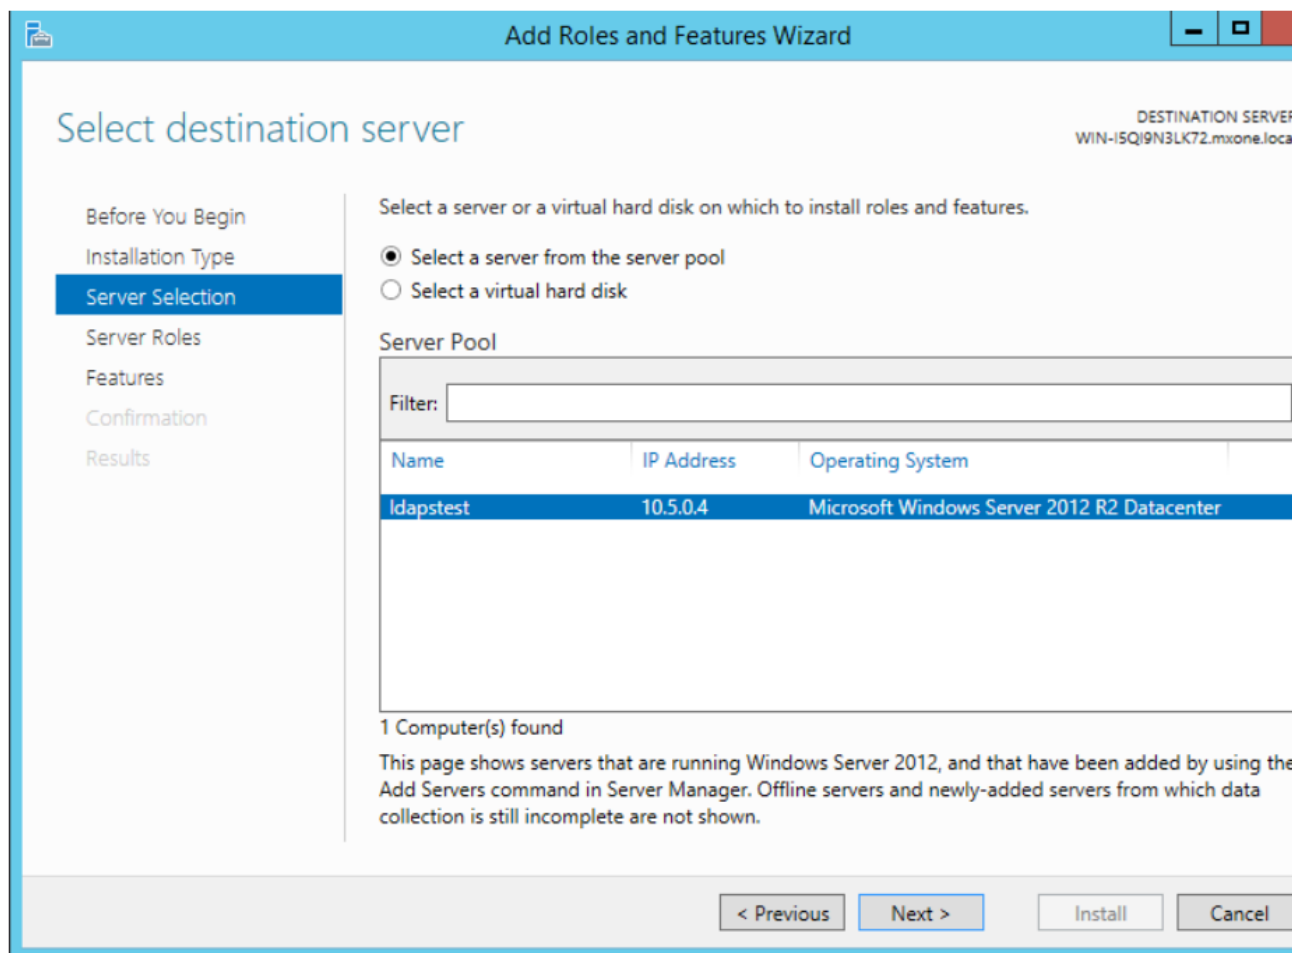 Add Roles and Features Wizard
Select destination server
DESTINATION SERVER
WIN-I5QI9N3LK72.mxone.loca
Before You Begin
Installation Type
Server Selection
Server Roles
Features
Confirmation
Results
Select a server or a virtual hard disk on which to install roles and features.
Select a server from the server pool
Select a virtual hard disk
Server Pool
Filter:
Name IP Address Operating System
ldapstest 10.5.0.4 Microsoft Windows Server 2012 R2 Datacenter
1 Computer(s) found
This page shows servers that are running Windows Server 2012, and that have been added by using the
Add Servers command in Server Manager. Offline servers and newly-added servers from which data
collection is still incomplete are not shown.
< Previous Next > Install Cancel